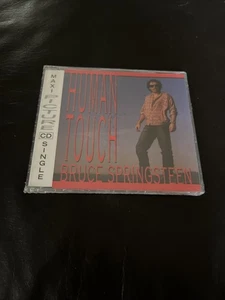 MAXI
PICTURE
CD
SINGLE
HUMAN
TOUCH
BRUCE SPRINGSTEEN